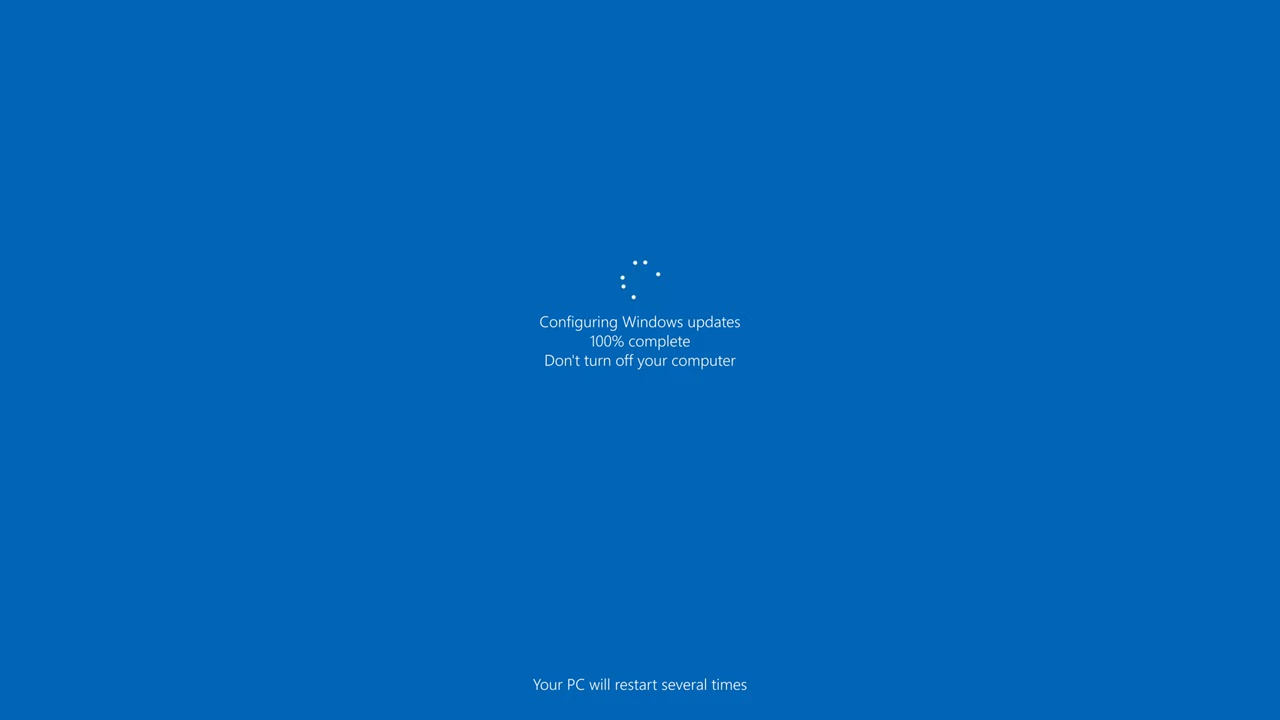 Configuring Windows updates
100% complete
Don't turn off your computer
Your PC will restart several times